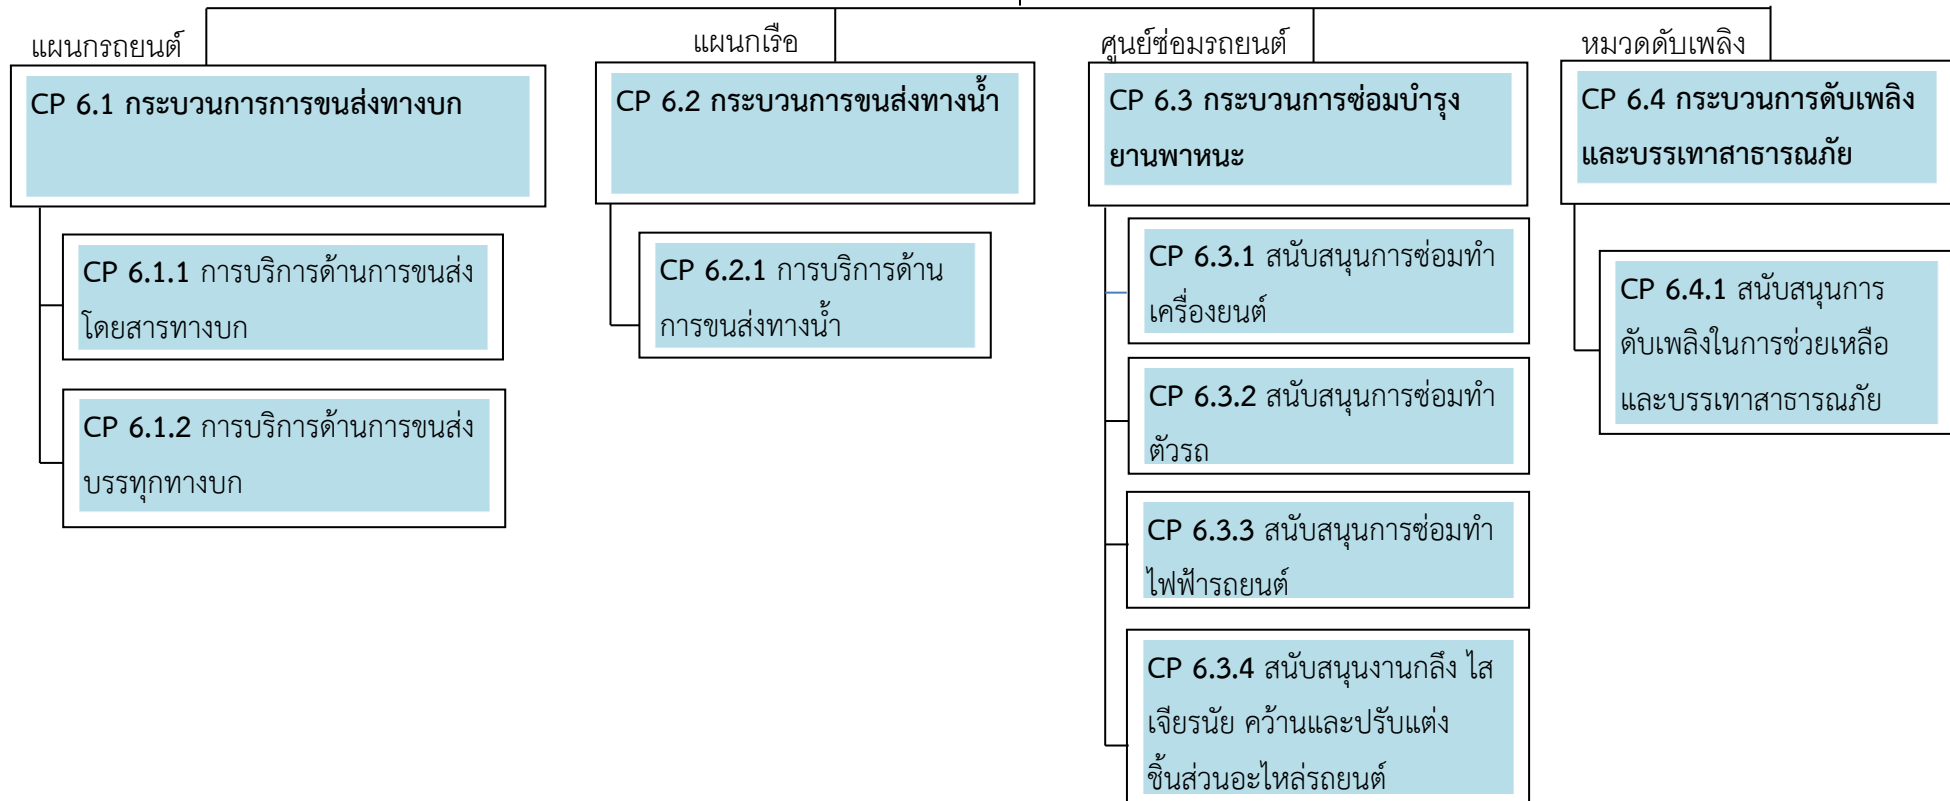 แผนกรถยนต์
CP 6.1 กระบวนการการขนส่งทางบก
CP 6.1.1 การบริการด้านการขนส่ง
โดยสารทางบก
CP 6.1.2 การบริการด้านการขนส่ง
บรรทุกทางบก
แผนกเรือ
CP 6.2 กระบวนการขนส่งทางน้ำ
CP 6.2.1 การบริการด้าน
การขนส่งทางน้ำ
ศูนย์ซ่อมรถยนต์
CP 6.3 กระบวนการซ่อมบำรุง
ยานพาหนะ
CP 6.3.1 สนับสนุนการซ่อมทำ
เครื่องยนต์
CP 6.3.2 สนับสนุนการซ่อมทำ
ตัวรถ
CP 6.3.3 สนับสนุนการซ่อมทำ
ไฟฟ้ารถยนต์
CP 6.3.4 สนับสนุนงานกลึง ไส
เจียรนัย คว้านและปรับแต่ง
ชิ้นส่วนอะไหล่รถยนต์
หมวดดับเพลิง
CP 6.4 กระบวนการดับเพลิง
และบรรเทาสาธารณภัย
CP 6.4.1 สนับสนุนการ
ดับเพลิงในการช่วยเหลือ
และบรรเทาสาธารณภัย